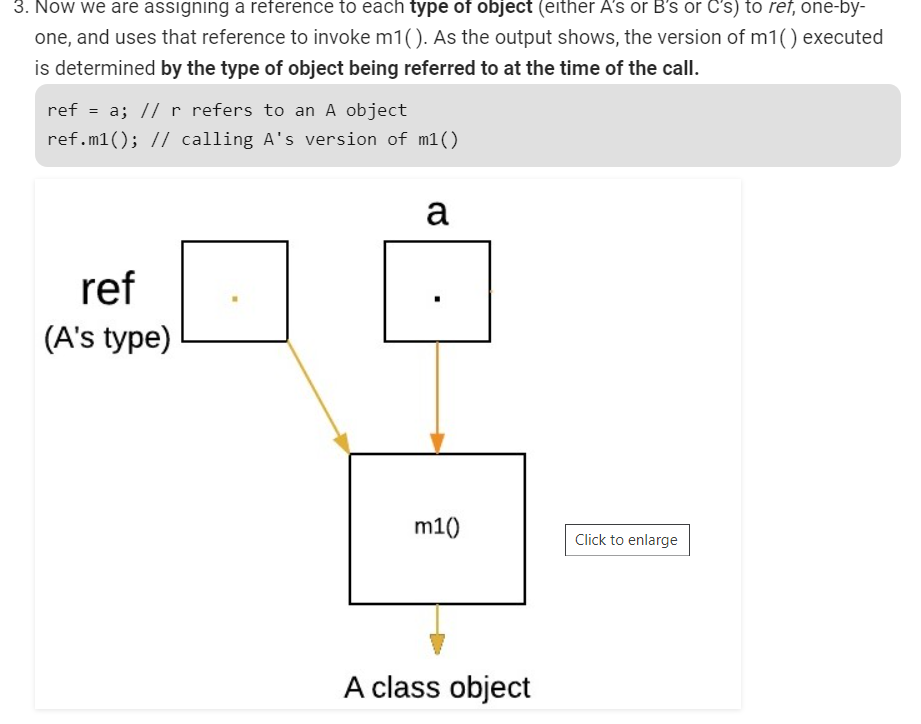 3. Now we are assigning a reference to each type of object (either A's or B's or C's) to ref, one-by-
one, and uses that reference to invoke m1( ). As the output shows, the version of m1( ) executed
is determined by the type of object being referred to at the time of the call.
ref = a; // r refers to an A object
ref.m1(); // calling A's version of m1()
a
ref
(A's type)
m1()
Click to enlarge
A class object